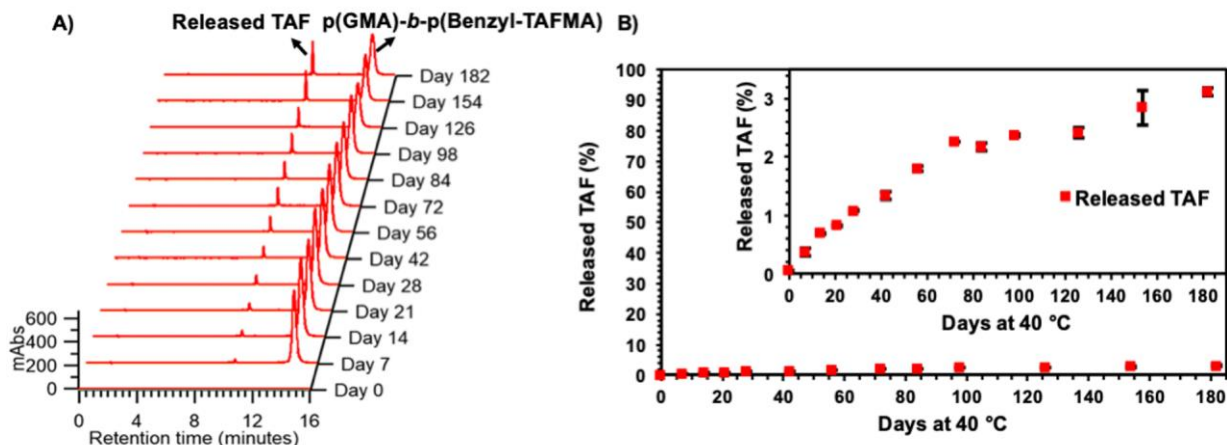 A)
Released TAF p(GMA)-b-p(Benzyl-TAFMA)
Day 182
Day 154
Day 126
Day 98
Day 84
Day 72
Day 56
Day 42
Day 28
Day 21
Day 14
Day 7
Day 0
mAbs
600
400
200
0
0 4 8 12 16
Retention time (minutes)
B)
Released TAF (%)
100
90
80
70
60
50
40
30
20
10
0
0 20 40 60 80 100 120 140 160 180
Days at 40 °C
Released TAF (%)
3
2
1
0
0 20 40 60 80 100 120 140 160 180
Days at 40 °C
Released TAF